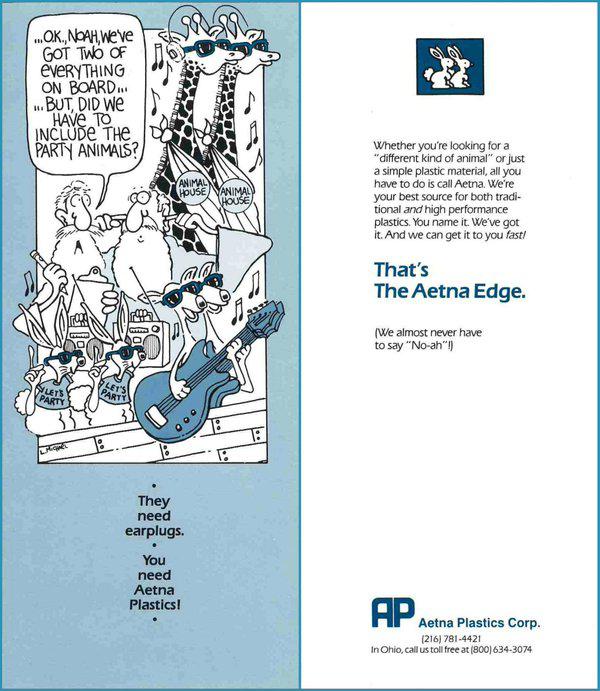 ...O.K., NOAH, WE'VE
GOT TWO OF
EVERYTHING
ON BOARD...
...BUT, DID WE
HAVE TO
INCLUDE THE
PARTY ANIMALS?
ANIMAL
HOUSE
ANIMAL
HOUSE
LET'S
PARTY
LET'S
PARTY
L. MICHAEL
•
They
need
earplugs.
•
You
need
Aetna
Plastics!
•
Whether you're looking for a
"different kind of animal" or just
a simple plastic material, all you
have to do is call Aetna. We're
your best source for both tradi-
tional and high performance
plastics. You name it. We've got
it. And we can get it to you fast!
That's
The Aetna Edge.
(We almost never have
to say "No-ah"!)
AP Aetna Plastics Corp.
(216) 781-4421
In Ohio, call us toll free at (800) 634-3074